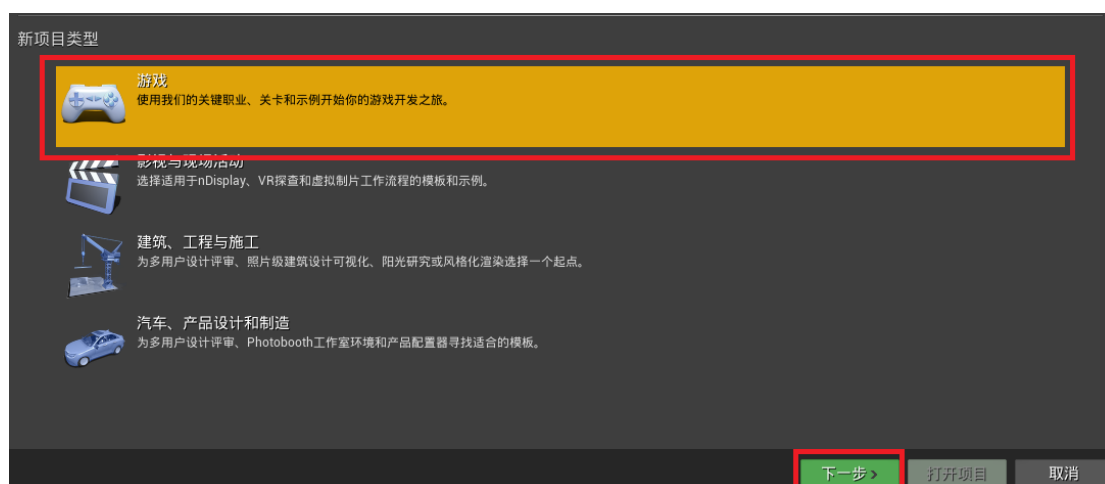 新项目类型
游戏
使用我们的关键职业、关卡和示例开始你的游戏开发之旅。
影视与现场活动
选择适用于nDisplay、VR探查和虚拟制片工作流程的模板和示例。
建筑、工程与施工
为多用户设计评审、照片级建筑设计可视化、阳光研究或风格化渲染选择一个起点。
汽车、产品设计和制造
为多用户设计评审、Photobooth工作室环境和产品配置器寻找适合的模板。
下一步 > 打开项目 取消